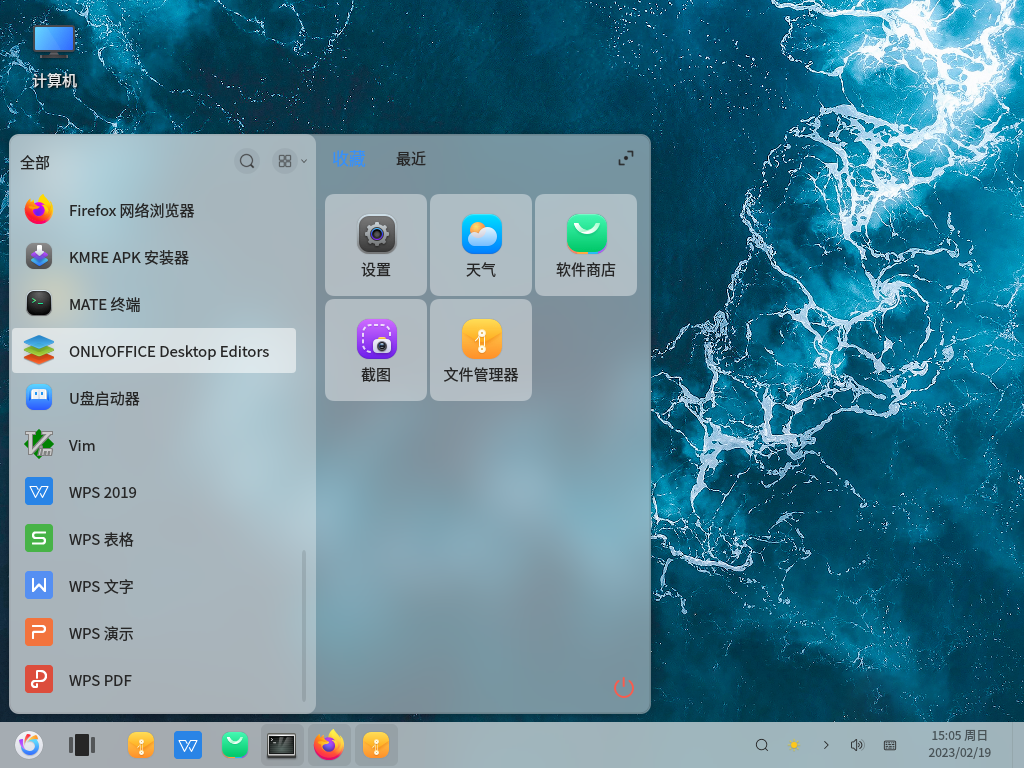 计算机
全部
收藏
最近
Firefox 网络浏览器
KMRE APK 安装器
MATE 终端
ONLYOFFICE Desktop Editors
U盘启动器
Vim
WPS 2019
WPS 表格
WPS 文字
WPS 演示
WPS PDF
设置
天气
软件商店
截图
文件管理器
15:05 周日
2023/02/19